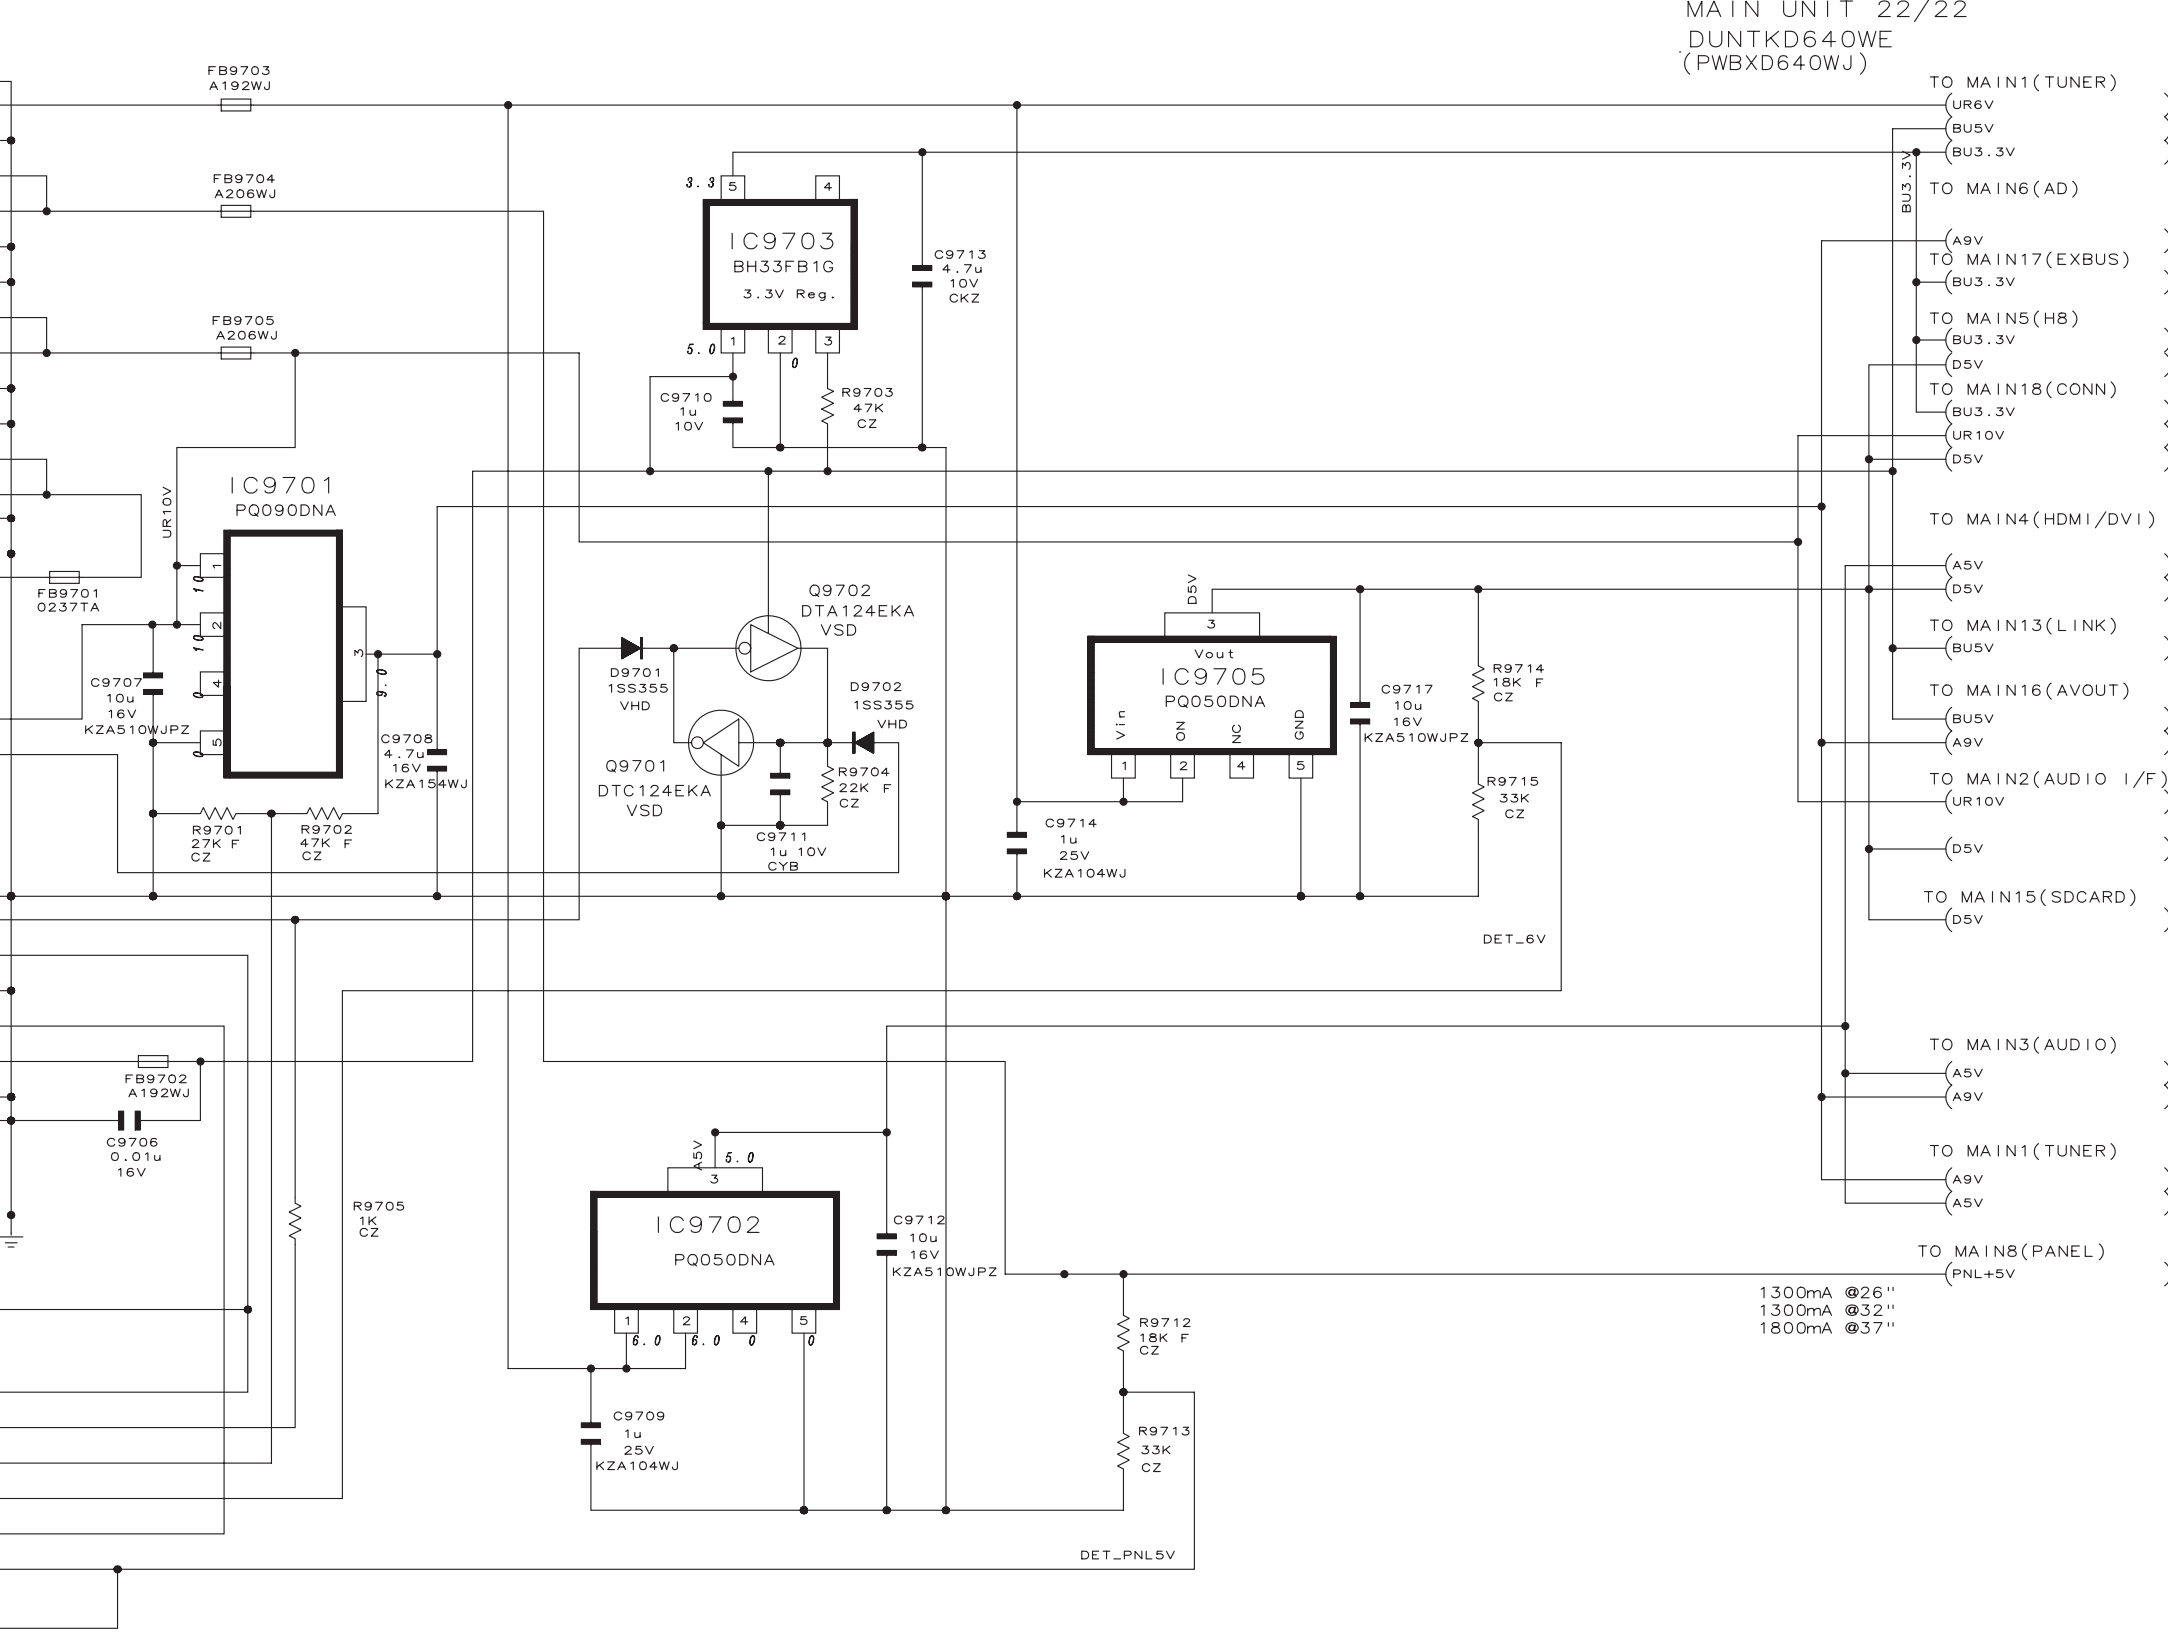 MAIN UNIT 22/22
DUNTKD640WE
(PWBXD640WJ)
FB9703
A192WJ
TO MAIN1(TUNER)
UR6V
BU5V
BU3.3V
BU3.3V
FB9704
A206WJ
3.3
5
4
IC9703
BH33FB1G
3.3V Reg.
1
2
3
5.0
0
C9713
4.7u
10V
CKZ
TO MAIN6(AD)
A9V
TO MAIN17(EXBUS)
BU3.3V
FB9705
A206WJ
C9710
1u
10V
R9703
47K
CZ
TO MAIN5(H8)
BU3.3V
D5V
TO MAIN18(CONN)
BU3.3V
UR10V
D5V
UR10V
IC9701
PQ090DNA
1
10
2
10
4
0
5
0
3
9.0
FB9701
0237TA
C9707
10u
16V
KZA510WJPZ
C9708
4.7u
16V
KZA154WJ
R9701
27K F
CZ
R9702
47K F
CZ
Q9702
DTA124EKA
VSD
D9701
1SS355
VHD
D9702
1SS355
VHD
Q9701
DTC124EKA
VSD
R9704
22K F
CZ
C9711
1u 10V
CYB
D5V
3
Vout
IC9705
PQ050DNA
Vin
ON
NC
GND
1
2
4
5
C9717
10u
16V
KZA510WJPZ
R9714
18K F
CZ
R9715
33K
CZ
C9714
1u
25V
KZA104WJ
DET_6V
TO MAIN4(HDMI/DVI)
A5V
D5V
TO MAIN13(LINK)
BU5V
TO MAIN16(AVOUT)
BU5V
A9V
TO MAIN2(AUDIO I/F)
UR10V
D5V
TO MAIN15(SDCARD)
D5V
TO MAIN3(AUDIO)
A5V
A9V
TO MAIN1(TUNER)
A9V
A5V
TO MAIN8(PANEL)
PNL+5V
1300mA @26"
1300mA @32"
1800mA @37"
FB9702
A192WJ
C9706
0.01u
16V
R9705
1K
CZ
A5V
5.0
3
IC9702
PQ050DNA
1
2
4
5
6.0
6.0
0
0
C9712
10u
16V
KZA510WJPZ
C9709
1u
25V
KZA104WJ
R9712
18K F
CZ
R9713
33K
CZ
DET_PNL5V